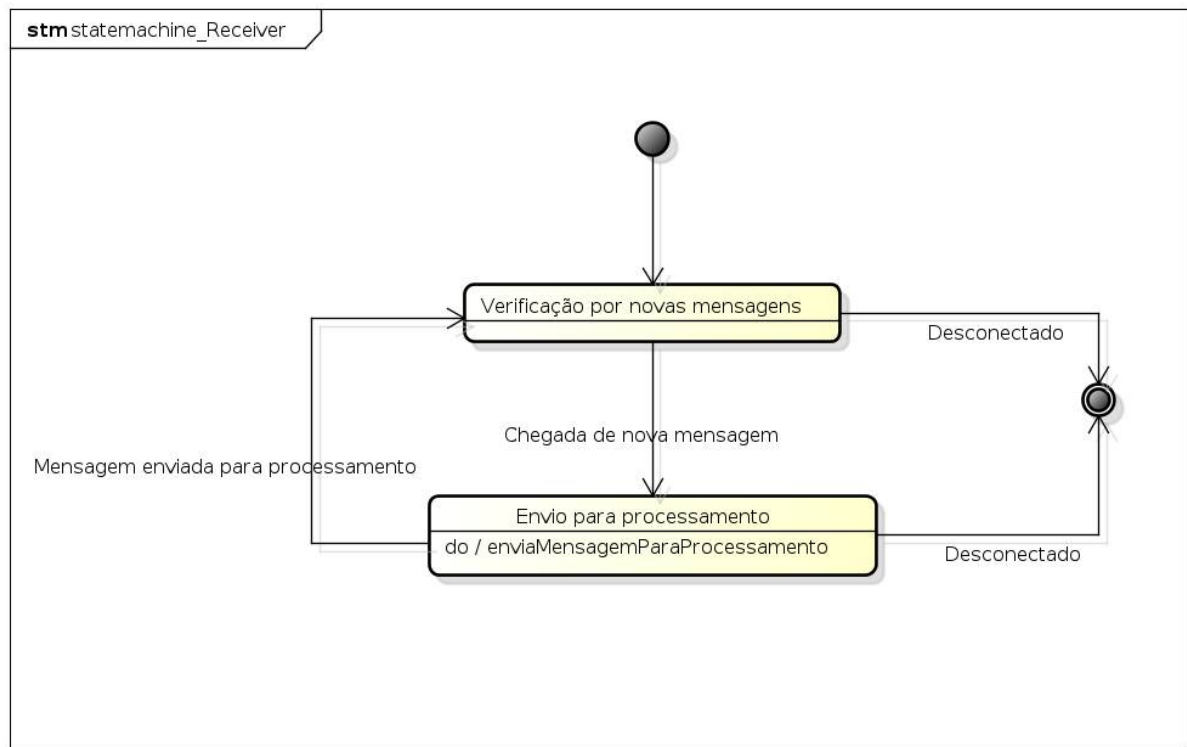 stm statemachine_Receiver
Verificação por novas mensagens
Desconectado
Chegada de nova mensagem
Mensagem enviada para processamento
Envio para processamento
do / enviaMensagemParaProcessamento
Desconectado